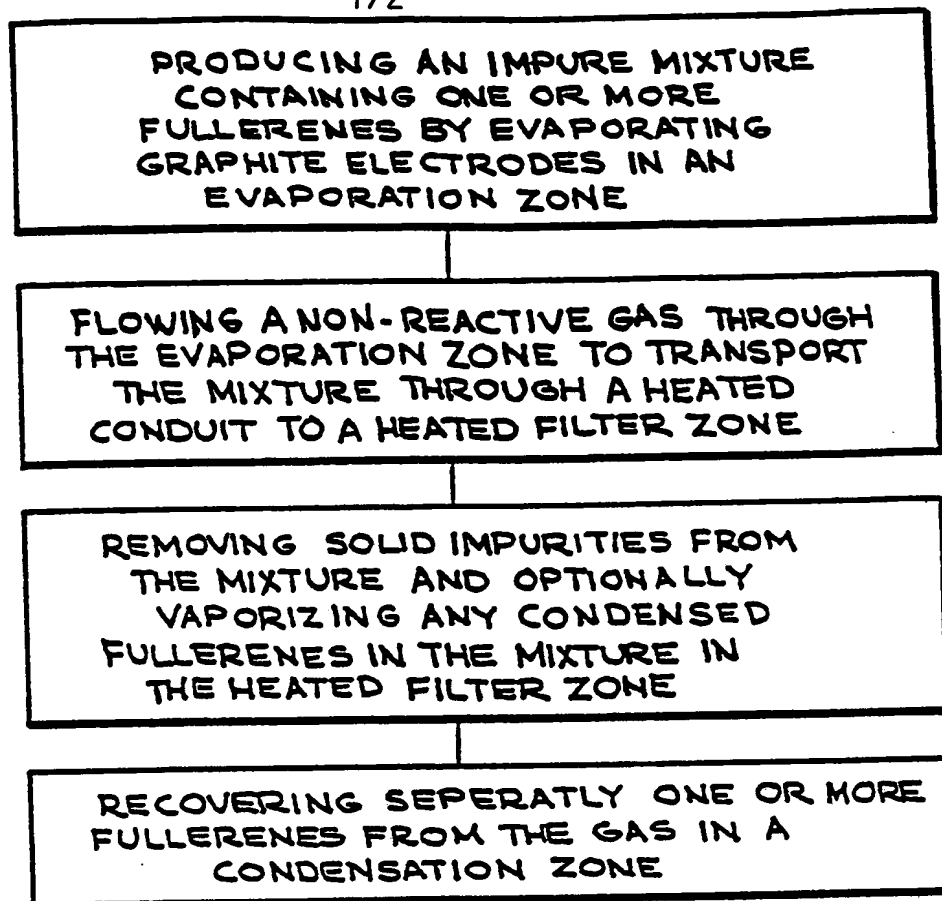 1/2
PRODUCING AN IMPURE MIXTURE
CONTAINING ONE OR MORE
FULLERENES BY EVAPORATING
GRAPHITE ELECTRODES IN AN
EVAPORATION ZONE
FLOWING A NON-REACTIVE GAS THROUGH
THE EVAPORATION ZONE TO TRANSPORT
THE MIXTURE THROUGH A HEATED
CONDUIT TO A HEATED FILTER ZONE
REMOVING SOLID IMPURITIES FROM
THE MIXTURE AND OPTIONALLY
VAPORIZING ANY CONDENSED
FULLERENES IN THE MIXTURE IN
THE HEATED FILTER ZONE
RECOVERING SEPERATLY ONE OR MORE
FULLERENES FROM THE GAS IN A
CONDENSATION ZONE